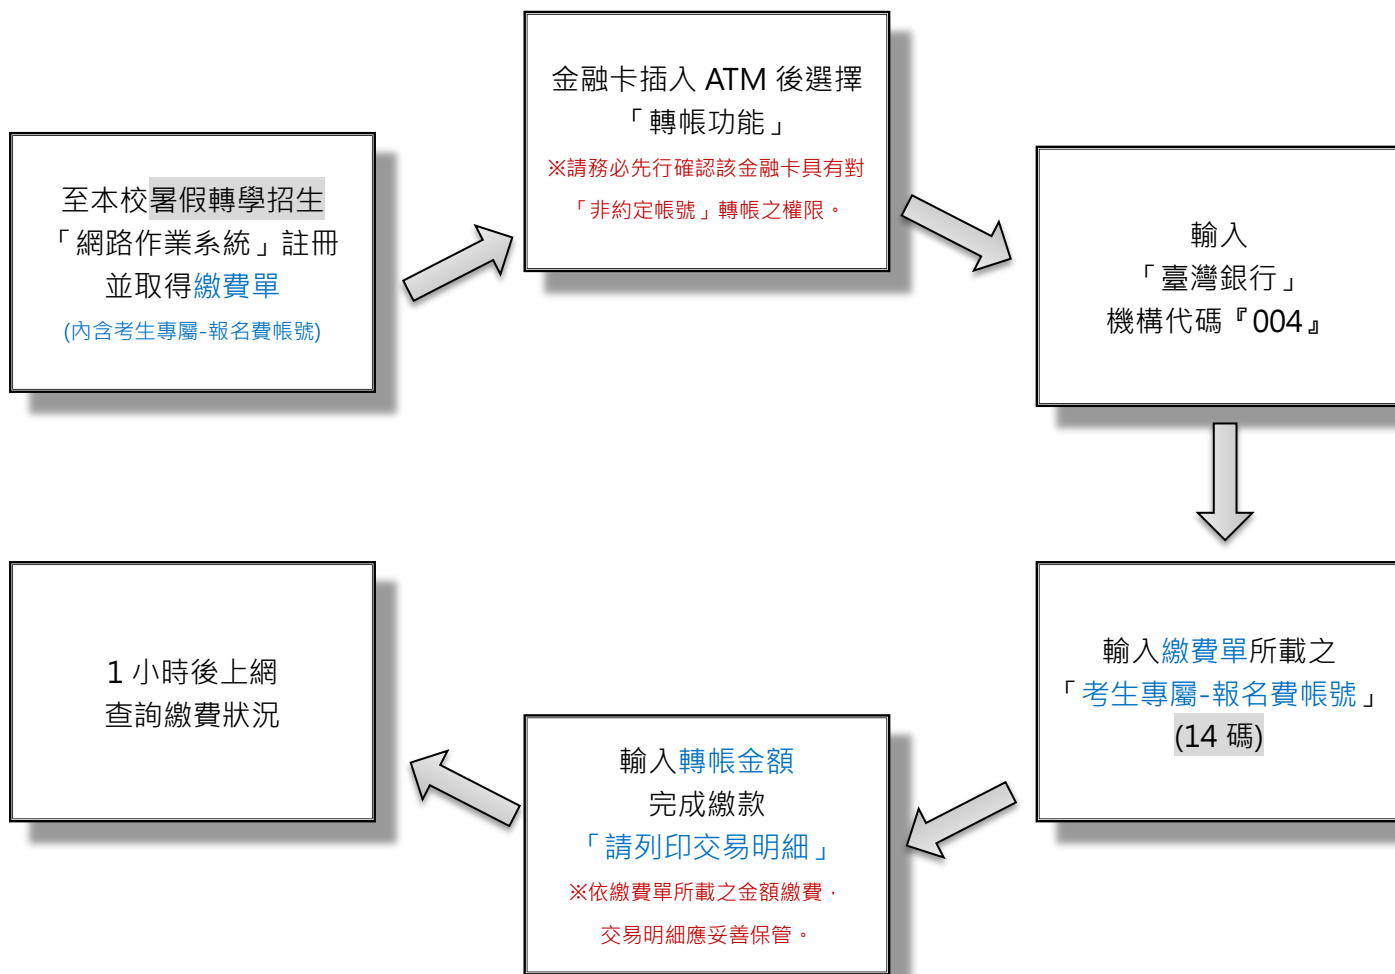 至本校暑假轉學招生
「網路作業系統」註冊
並取得繳費單
(內含考生專屬-報名費帳號)
金融卡插入 ATM 後選擇
「轉帳功能」
※請務必先行確認該金融卡具有對
「非約定帳號」轉帳之權限。
輸入
「臺灣銀行」
機構代碼『004』
輸入繳費單所載之
「考生專屬-報名費帳號」
(14 碼)
輸入轉帳金額
完成繳款
「請列印交易明細」
※依繳費單所載之金額繳費，
交易明細應妥善保管。
1 小時後上網
查詢繳費狀況